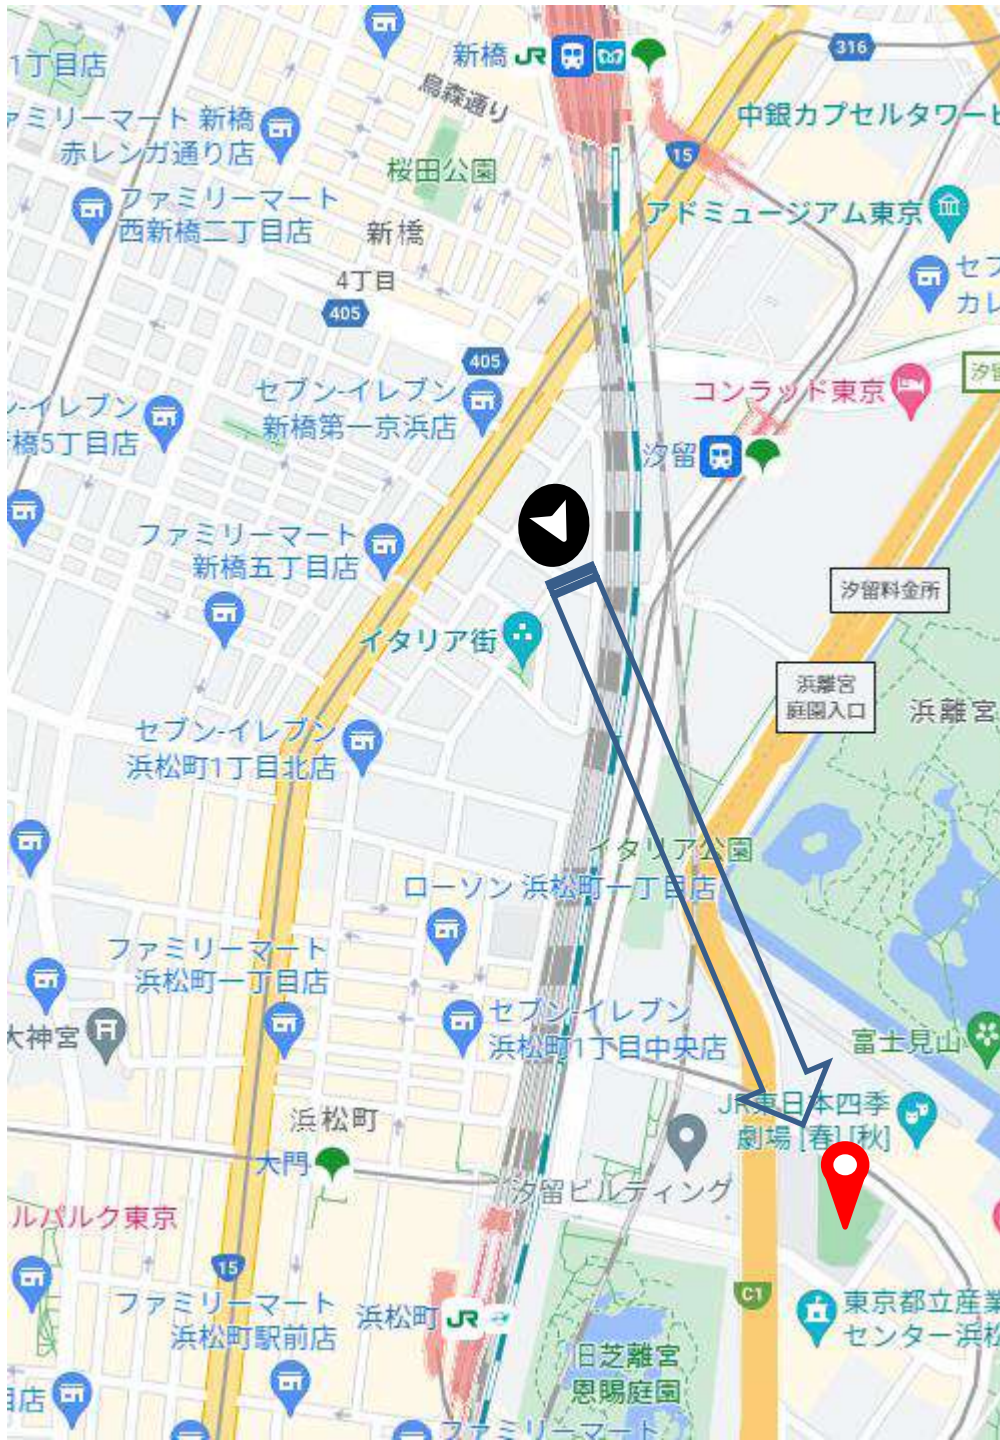 新橋 JR
316
1丁目店
烏森通り
中銀カプセルタワービ
ァミリーマート 新橋
赤レンガ通り店
15
桜田公園
ファミリーマート
西新橋二丁目店
アドミュージアム東京
新橋
4丁目
セブ
カレ
405
405
コンラッド東京
汐留
セブン-イレブン
新橋第一京浜店
ン-イレブン
橋5丁目店
汐留
ファミリーマート
新橋五丁目店
汐留料金所
イタリア街
浜離宮
庭園入口
浜離宮
セブン-イレブン
浜松町1丁目北店
イタリア公園
ローソン 浜松町一丁目店
ファミリーマート
浜松町一丁目店
セブン-イレブン
浜松町1丁目中央店
大神宮
富士見山
JR東日本四季
劇場 [春] [秋]
浜松町
大門
汐留ビルディング
ルパルク東京
15
C1
ファミリーマート
浜松町駅前店
浜松町 JR
東京都立産業
センター浜松
旧芝離宮
恩賜庭園
店
ファミリーマート